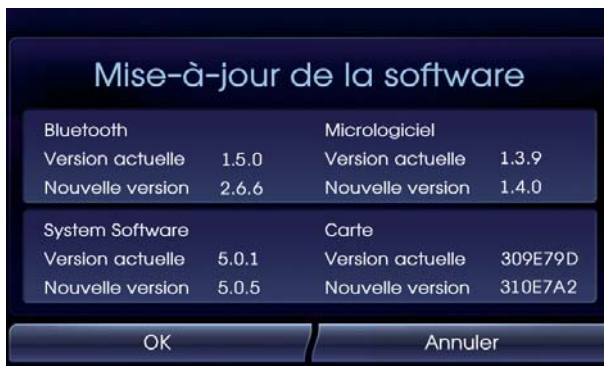 Mise-à-jour de la software
Bluetooth
Version actuelle 1.5.0
Nouvelle version 2.6.6
Micrologiciel
Version actuelle 1.3.9
Nouvelle version 1.4.0
System Software
Version actuelle 5.0.1
Nouvelle version 5.0.5
Carte
Version actuelle 309E79D
Nouvelle version 310E7A2
OK
Annuler